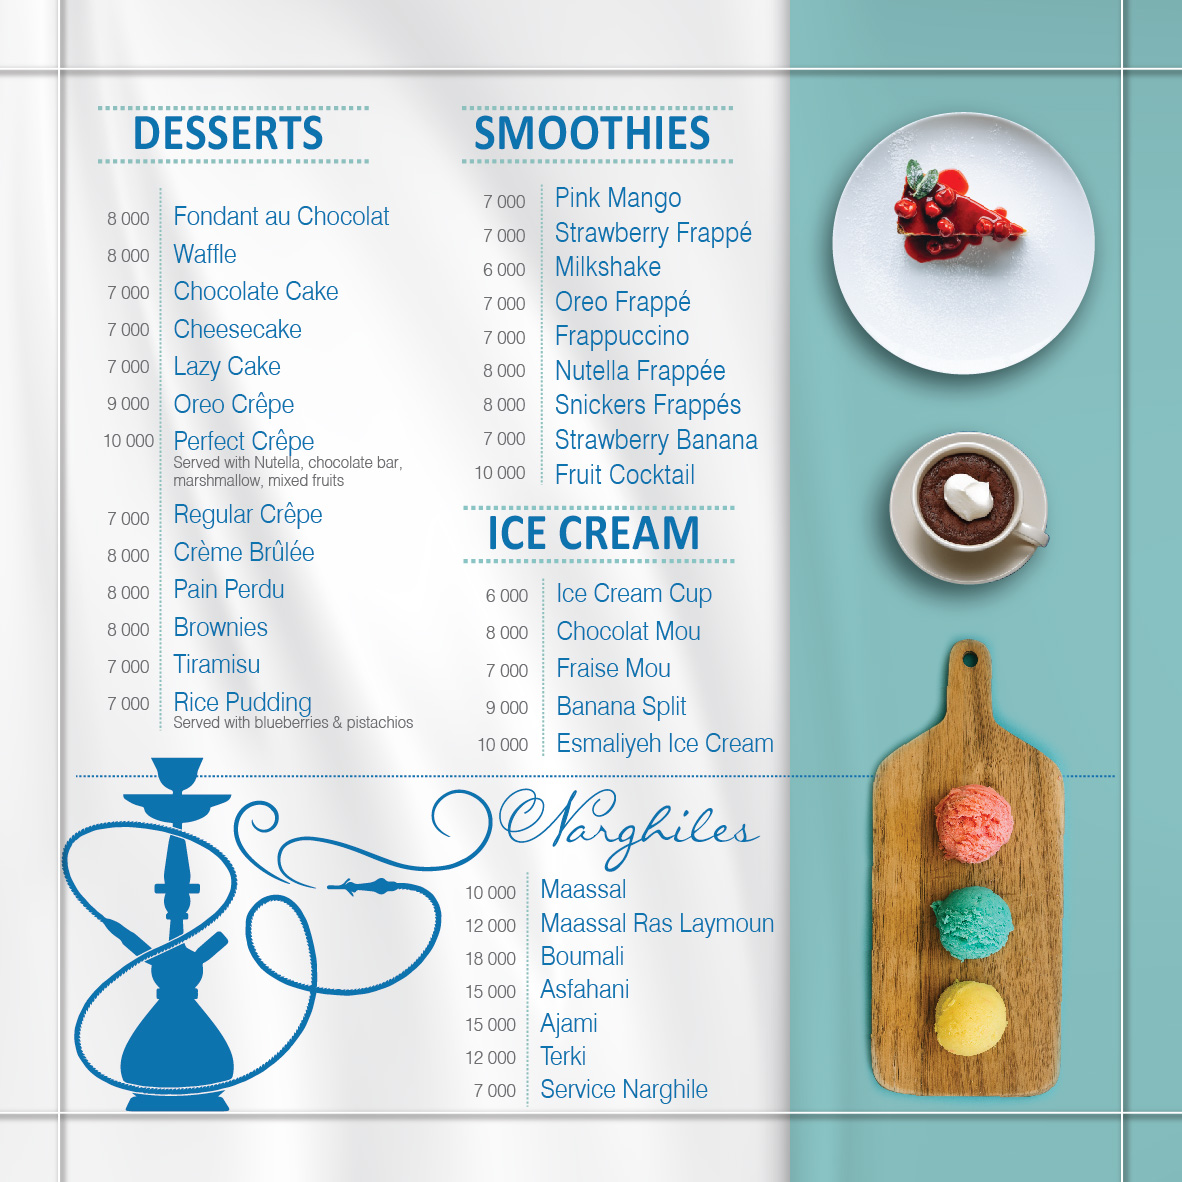 DESSERTS
8 000 Fondant au Chocolat
8 000 Waffle
7 000 Chocolate Cake
7 000 Cheesecake
7 000 Lazy Cake
9 000 Oreo Crêpe
10 000 Perfect Crêpe
Served with Nutella, chocolate bar,
marshmallow, mixed fruits
7 000 Regular Crêpe
8 000 Crème Brûlée
8 000 Pain Perdu
8 000 Brownies
7 000 Tiramisu
7 000 Rice Pudding
Served with blueberries & pistachios
SMOOTHIES
7 000 Pink Mango
7 000 Strawberry Frappé
6 000 Milkshake
7 000 Oreo Frappé
7 000 Frappuccino
8 000 Nutella Frappée
8 000 Snickers Frappés
7 000 Strawberry Banana
10 000 Fruit Cocktail
ICE CREAM
6 000 Ice Cream Cup
8 000 Chocolat Mou
7 000 Fraise Mou
9 000 Banana Split
10 000 Esmaliyeh Ice Cream
Narghiles
10 000 Maassal
12 000 Maassal Ras Laymoun
18 000 Boumali
15 000 Asfahani
15 000 Ajami
12 000 Terki
7 000 Service Narghile